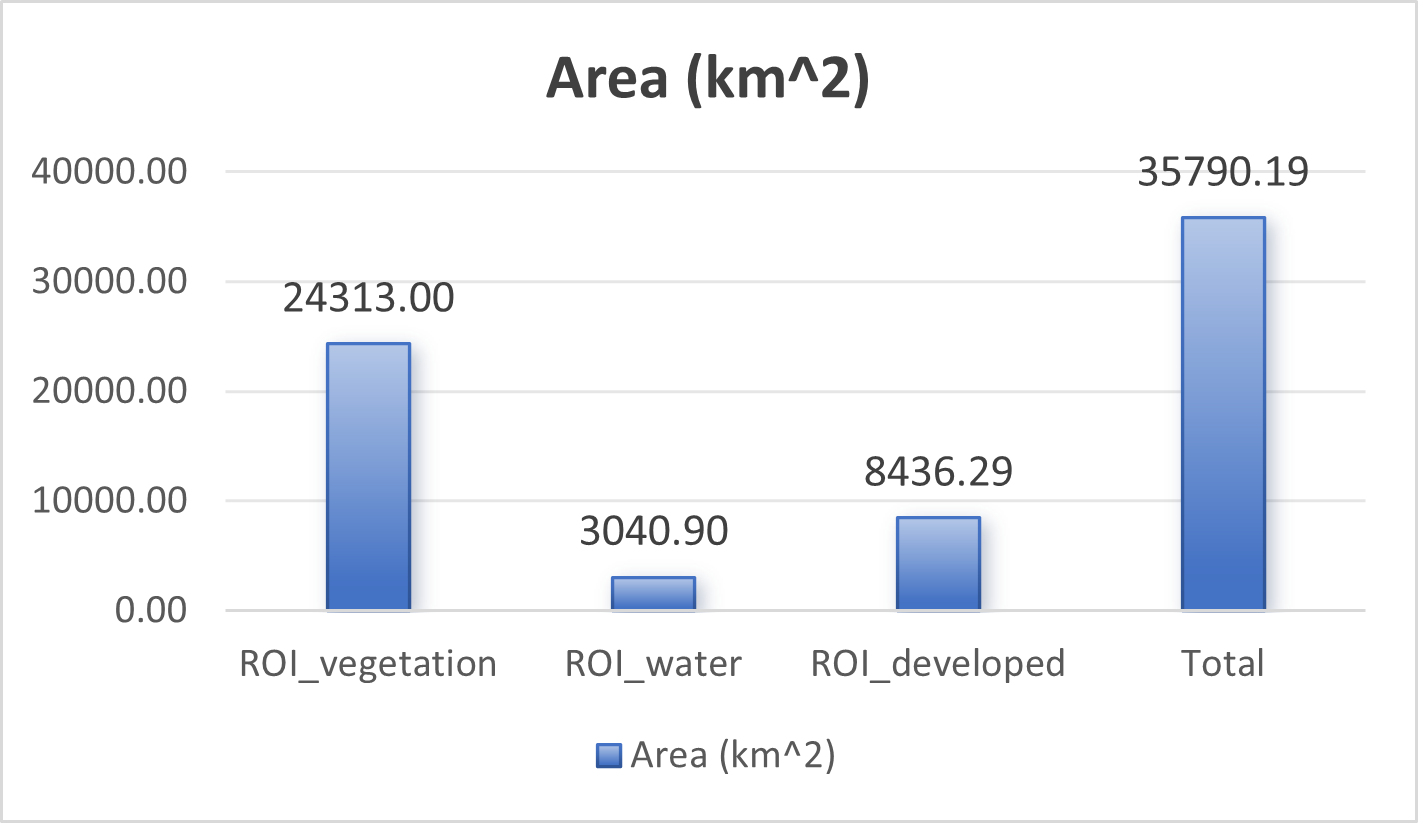 Area (km^2)
40000.00
30000.00
20000.00
10000.00
0.00
24313.00
3040.90
8436.29
35790.19
ROI_vegetation
ROI_water
ROI_developed
Total
Area (km^2)